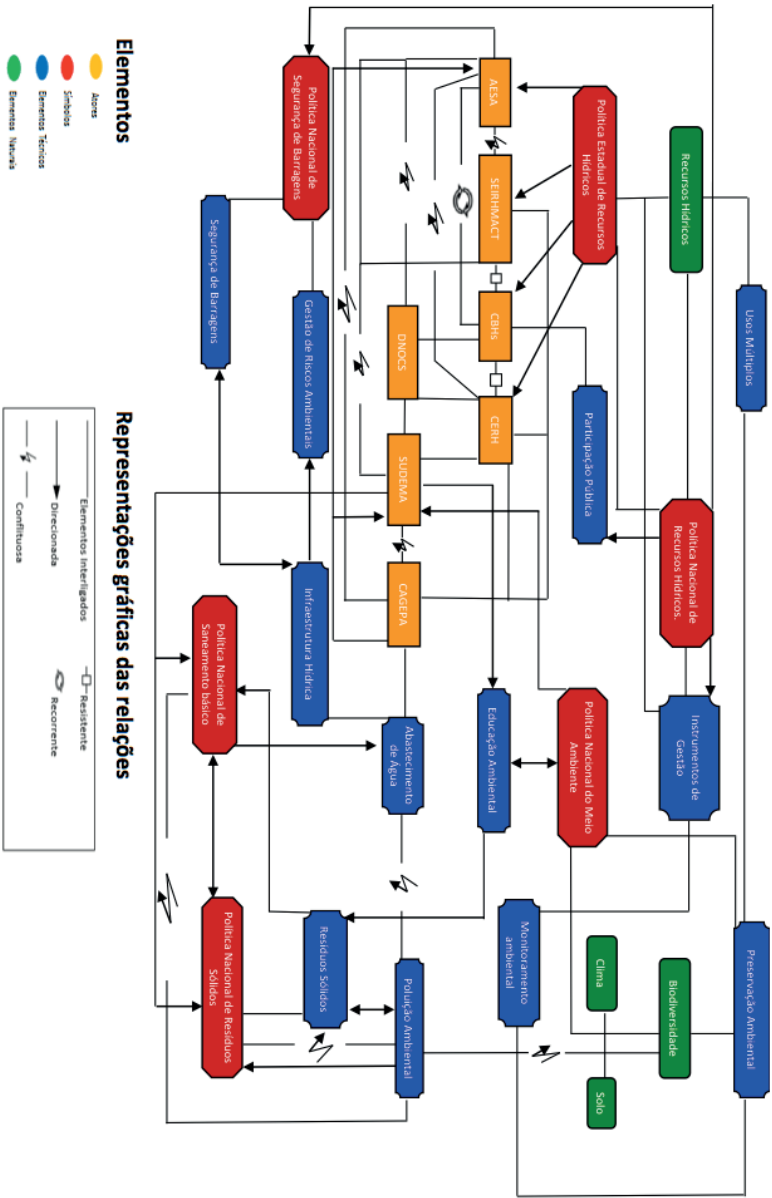 Recursos Hídricos
Usos Múltiplos
Política Nacional de
Recursos Hídricos.
Instrumentos de
Gestão
Preservação Ambiental
Política Estadual de Recursos
Hídricos
Participação Pública
Política Nacional do Meio
Ambiente
Clima
Biodiversidade
Solo
AESA
SEIRHMACT
CBHs
CERH
Educação Ambiental
Monitoramento
ambiental
DNOCS
SUDEMA
CAGEPA
Abastecimento
de Água
Poluição Ambiental
Política Nacional de
Segurança de Barragens
Gestão de Riscos Ambientais
Infraestrutura Hídrica
Resíduos Sólidos
Segurança de Barragens
Política Nacional de
Saneamento básico
Política Nacional de Resíduos
Sólidos
Elementos
Atores
Símbolos
Elementos Técnicos
Elementos Naturais
Representações gráficas das relações
Elementos Interligados
Resistente
Direcionada
Recorrente
Conflituosa